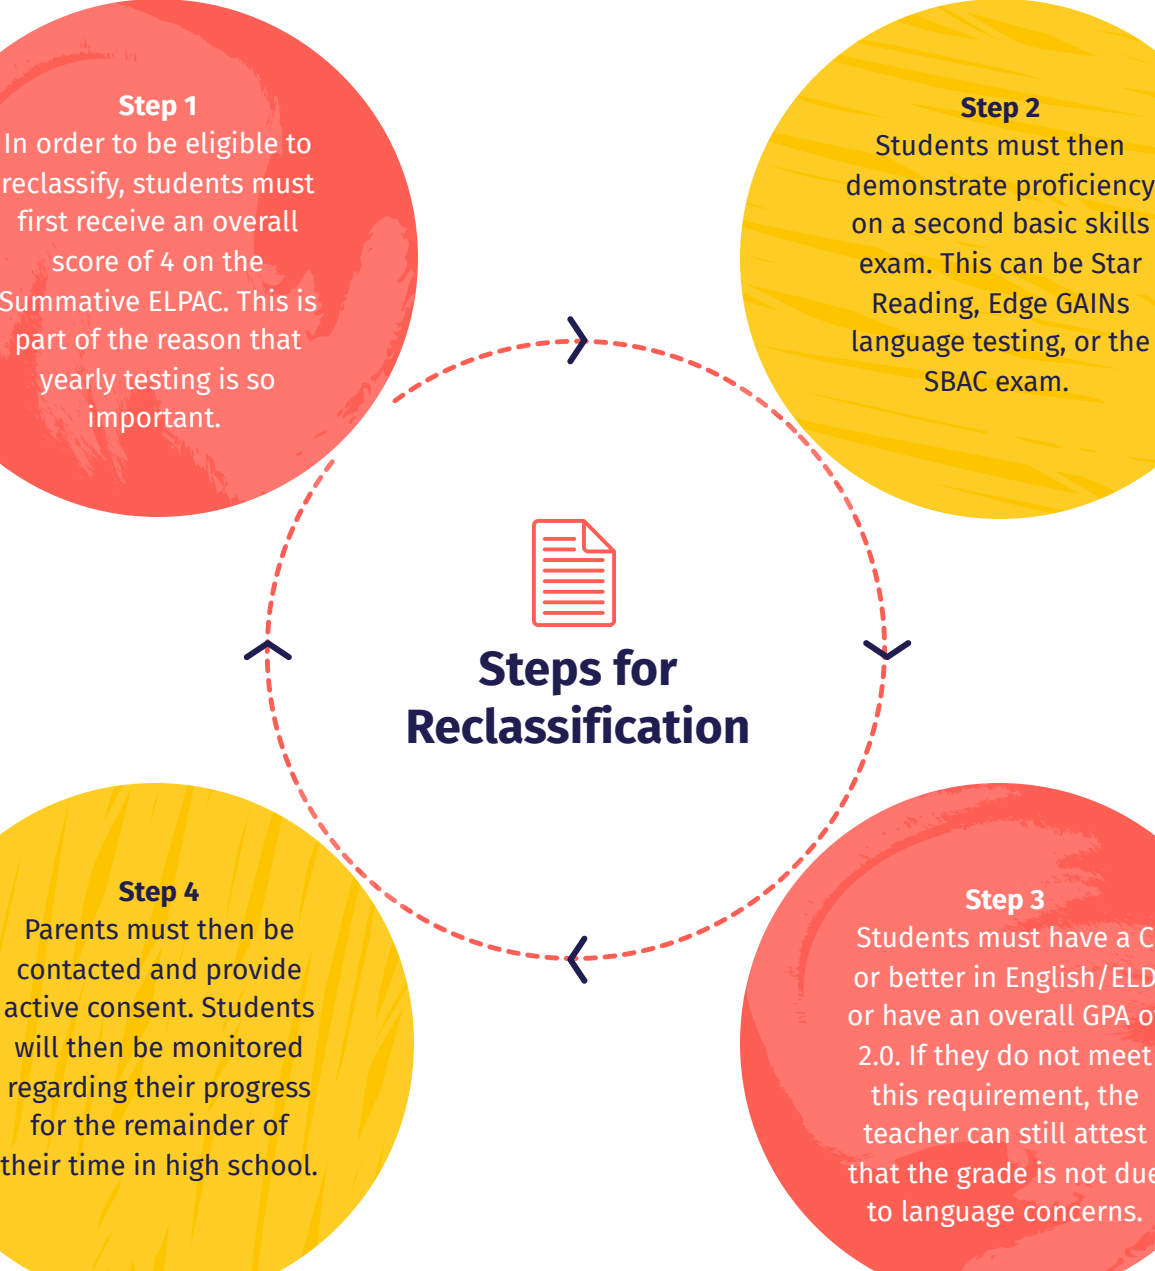 Step 1
In order to be eligible to
reclassify, students must
first receive an overall
score of 4 on the
Summative ELPAC. This is
part of the reason that
yearly testing is so
important.
Step 2
Students must then
demonstrate proficiency
on a second basic skills
exam. This can be Star
Reading, Edge GAINs
language testing, or the
SBAC exam.
Steps for
Reclassification
Step 3
Students must have a C
or better in English/ELD
or have an overall GPA of
2.0. If they do not meet
this requirement, the
teacher can still attest
that the grade is not due
to language concerns.
Step 4
Parents must then be
contacted and provide
active consent. Students
will then be monitored
regarding their progress
for the remainder of
their time in high school.